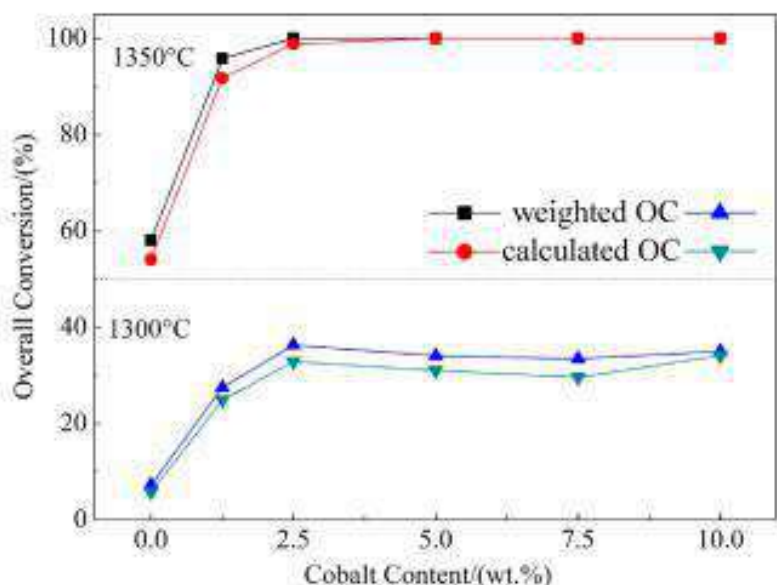 100
1350°C
80
weighted OC
60
calculated OC
40
1300°C
20
0
0.0 2.5 5.0 7.5 10.0
Cobalt Content/(wt.%)
Overall Conversion/(%)